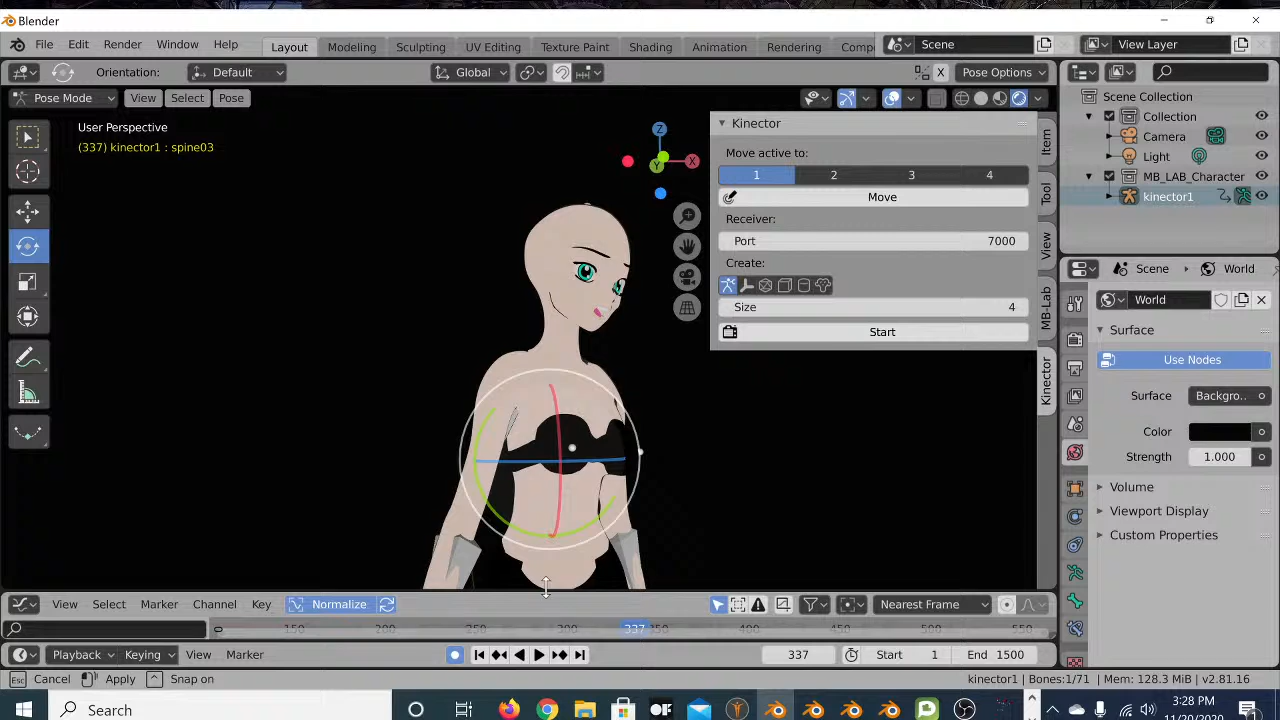 Blender
File Edit Render Window Help Layout Modeling Sculpting UV Editing Texture Paint Shading Animation Rendering Comp Scene View Layer
Orientation: Default Global X Pose Options
Pose Mode View Select Pose
Scene Collection
Collection
Camera
Light
MB_LAB_Character
kinector1
User Perspective
(337) kinector1 : spine03
Z
Y
X
Kinector
Move active to:
1 2 3 4
Move
Receiver:
Port 7000
Create:
Size 4
Start
Item
Tool
View
MB-Lab
Kinector
Scene World
World
Surface
Use Nodes
Surface Backgro..
Color
Strength 1.000
Volume
Viewport Display
Custom Properties
View Select Marker Channel Key Normalize Nearest Frame
150 200 250 300 337 350 400 450 500 550
Playback Keying View Marker 337 Start 1 End 1500
Esc Cancel Apply Snap on kinector1 | Bones:1/71 | Mem: 128.3 MiB | v2.81.16
Search
3:28 PM
11/20/2020